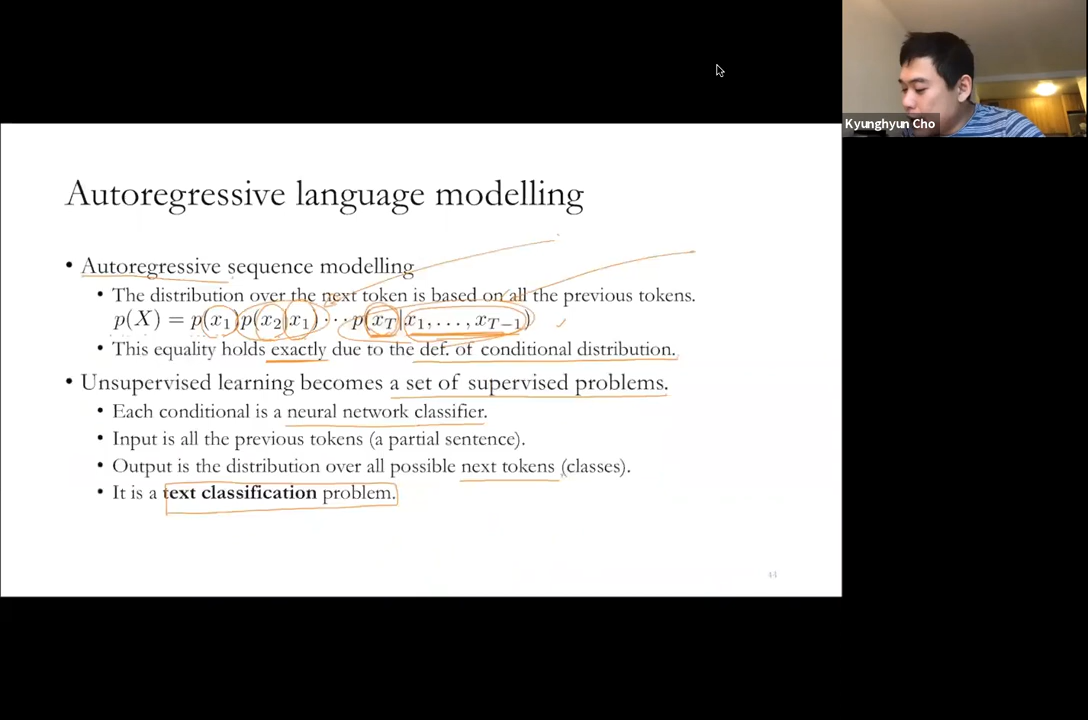 Kyunghyun Cho
Autoregressive language modelling
• Autoregressive sequence modelling
• The distribution over the next token is based on all the previous tokens.
p(X) = p(x₁)p(x₂|x₁) ⋯ p(x_T|x₁, . . . , x_{T−1})
• This equality holds exactly due to the def. of conditional distribution.
• Unsupervised learning becomes a set of supervised problems.
• Each conditional is a neural network classifier.
• Input is all the previous tokens (a partial sentence).
• Output is the distribution over all possible next tokens (classes).
• It is a text classification problem.
44